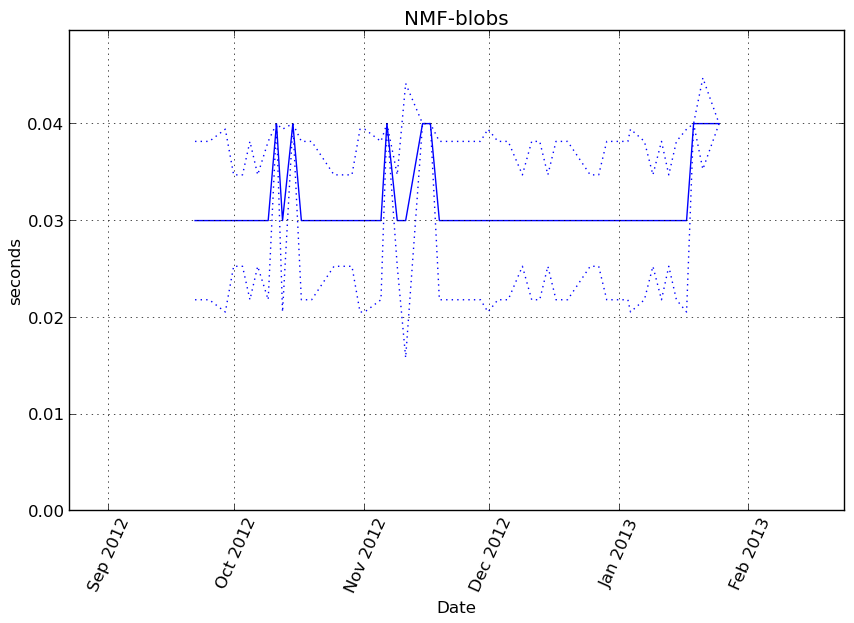 NMF-blobs
0.04
0.03
seconds
0.02
0.01
0.00
Sep 2012
Oct 2012
Nov 2012
Dec 2012
Jan 2013
Feb 2013
Date